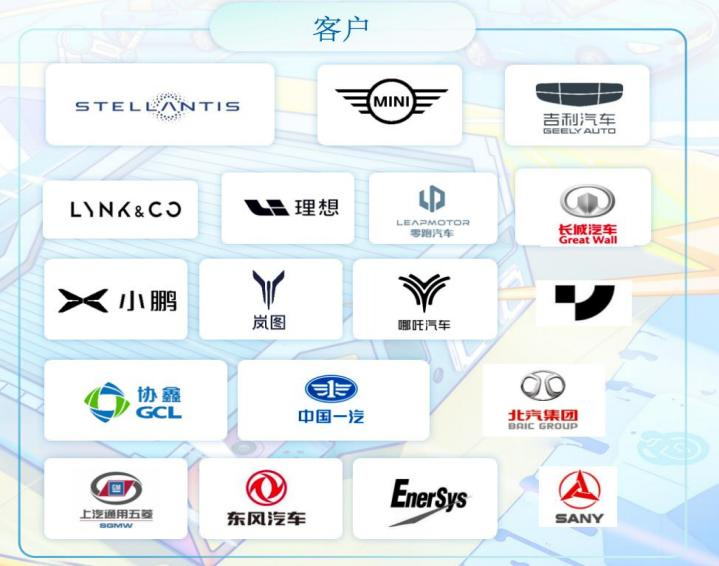 客户
STELLANTIS
MINI
吉利汽车
GEELY AUTO
LYNK&CO
理想
LEAPMOTOR
零跑汽车
长城汽车
Great Wall
小鹏
岚图
哪吒汽车
协鑫
GCL
中国一汽
北汽集团
BAIC GROUP
GM
上汽通用五菱
SGMW
东风汽车
EnerSys
SANY